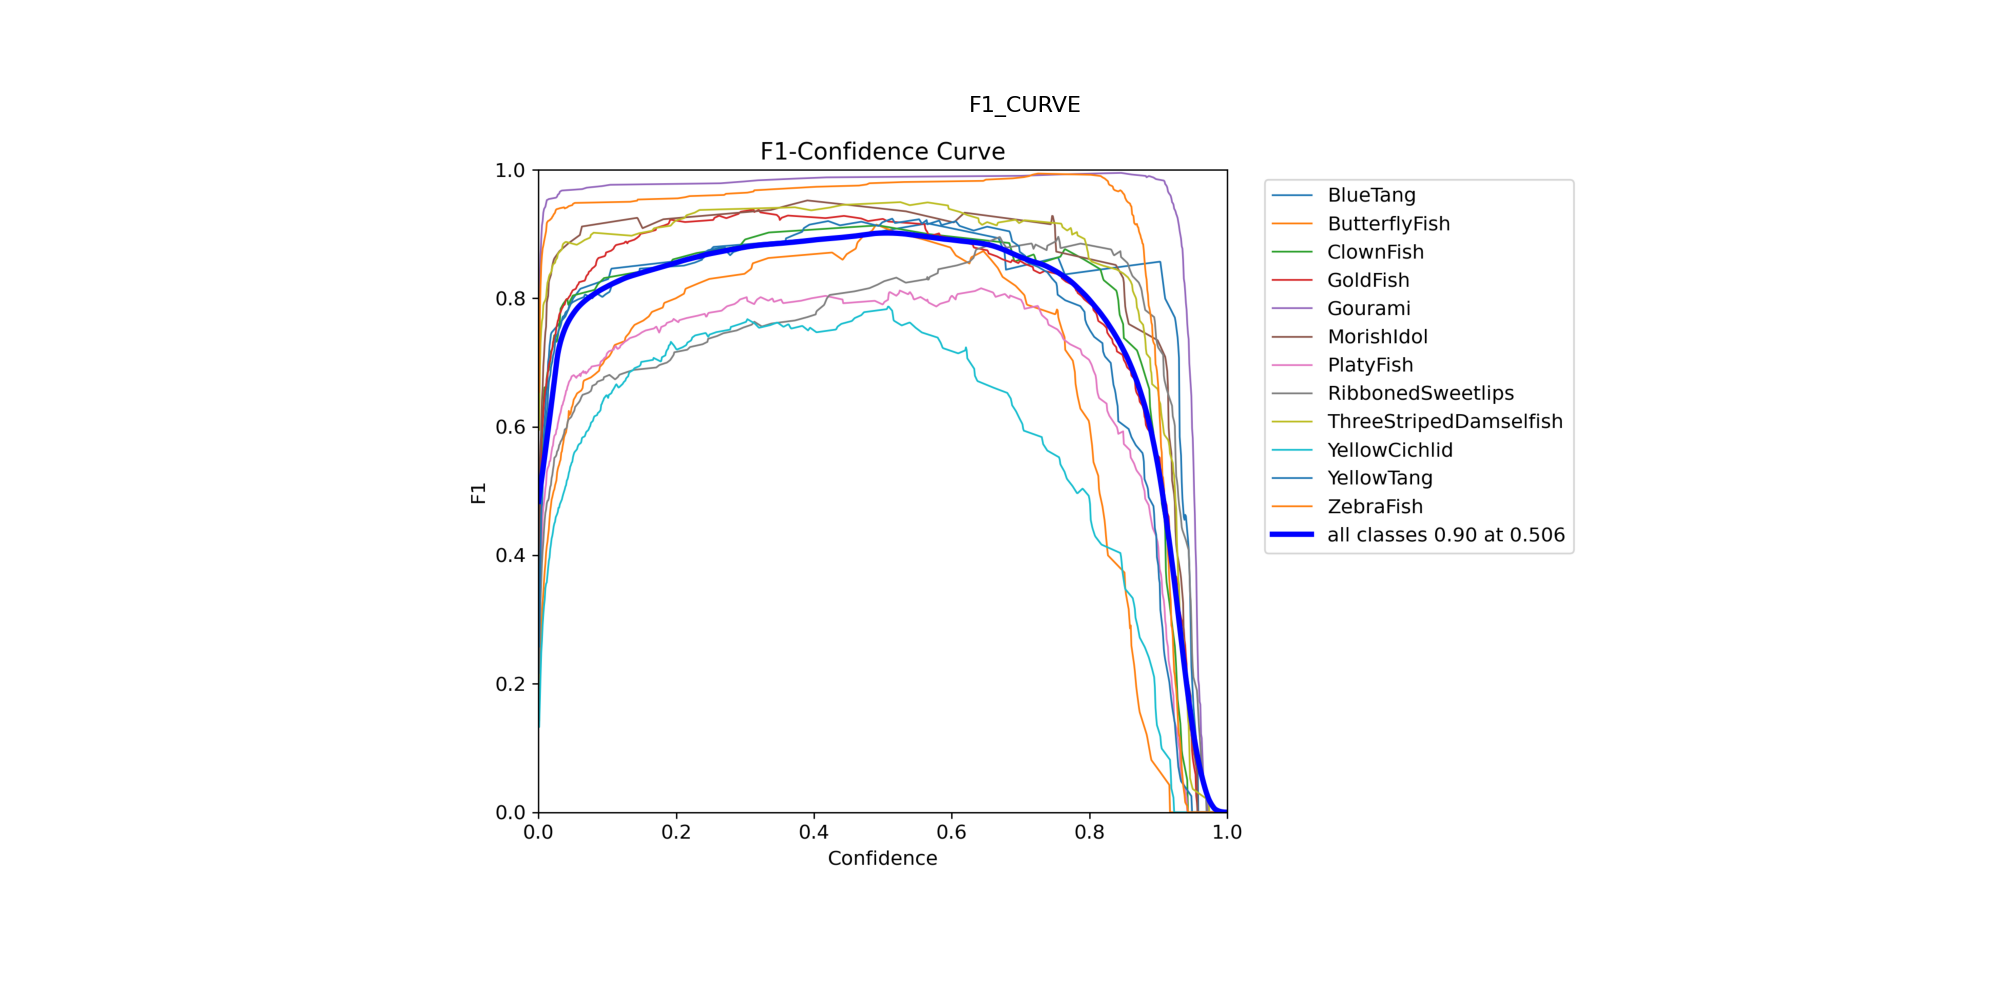 F1_CURVE
F1-Confidence Curve
1.0
0.8
0.6
0.4
0.2
0.0
F1
0.0 0.2 0.4 0.6 0.8 1.0
Confidence
BlueTang
ButterflyFish
ClownFish
GoldFish
Gourami
MorishIdol
PlatyFish
RibbonedSweetlips
ThreeStripedDamselfish
YellowCichlid
YellowTang
ZebraFish
all classes 0.90 at 0.506